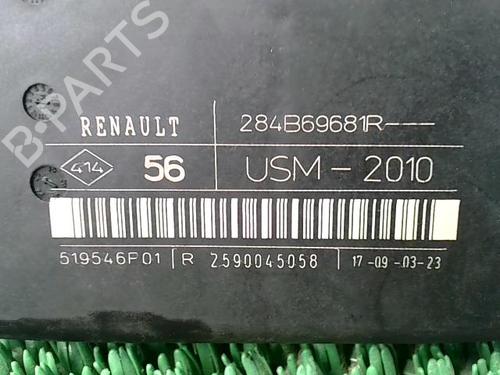 RENAULT 284B69681R---
414 56 USM-2010
519546F01 R 2590045058 17-09-03-23
B-PARTS